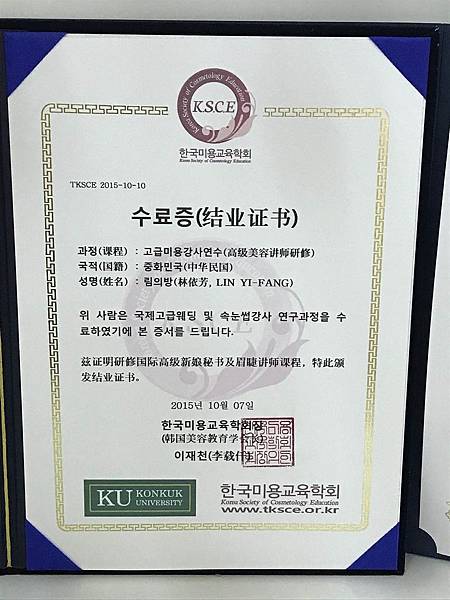 Korea Society of Cosmetology Education
K.S.C.E
한국미용교육학회
Korea Society of Cosmetology Education
TKSCE 2015-10-10
수료증(结业证书)
과정(课程) : 고급미용강사연수(高级美容讲师研修)
국적(国籍) : 중화민국(中华民国)
성명(姓名) : 림의방(林依芳, LIN YI-FANG)
위 사람은 국제고급웨딩 및 속눈썹강사 연구과정을 수
료하였기에 본 증서를 드립니다.
兹证明研修国际高级新娘秘书及眉睫讲师课程，特此颁
发结业证书。
2015년 10월 07일
한국미용교육학회장
(韩国美容教育学会长)
이재천(李载仟)
KU KONKUK
UNIVERSITY
한국미용교육학회
Korea Society of Cosmetology Education
www.tksce.or.kr